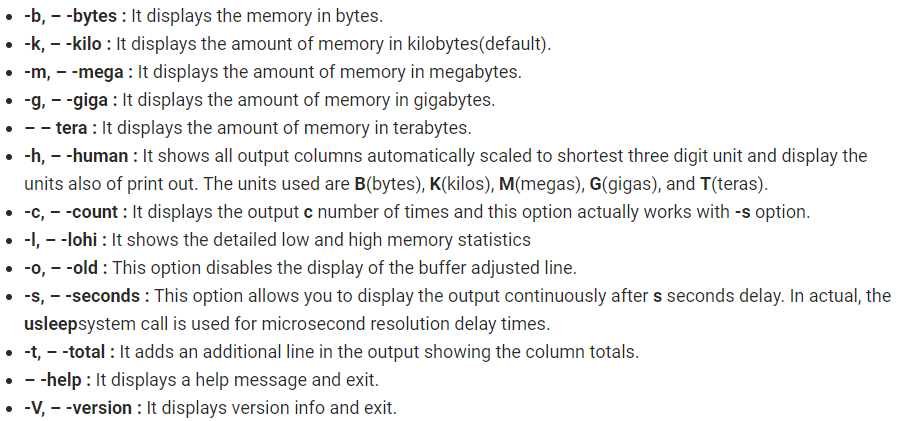 • -b, – -bytes : It displays the memory in bytes.
• -k, – -kilo : It displays the amount of memory in kilobytes(default).
• -m, – -mega : It displays the amount of memory in megabytes.
• -g, – -giga : It displays the amount of memory in gigabytes.
• – – tera : It displays the amount of memory in terabytes.
• -h, – -human : It shows all output columns automatically scaled to shortest three digit unit and display the
units also of print out. The units used are B(bytes), K(kilos), M(megas), G(gigas), and T(teras).
• -c, – -count : It displays the output c number of times and this option actually works with -s option.
• -l, – -lohi : It shows the detailed low and high memory statistics
• -o, – -old : This option disables the display of the buffer adjusted line.
• -s, – -seconds : This option allows you to display the output continuously after s seconds delay. In actual, the
usleepsystem call is used for microsecond resolution delay times.
• -t, – -total : It adds an additional line in the output showing the column totals.
• – -help : It displays a help message and exit.
• -V, – -version : It displays version info and exit.